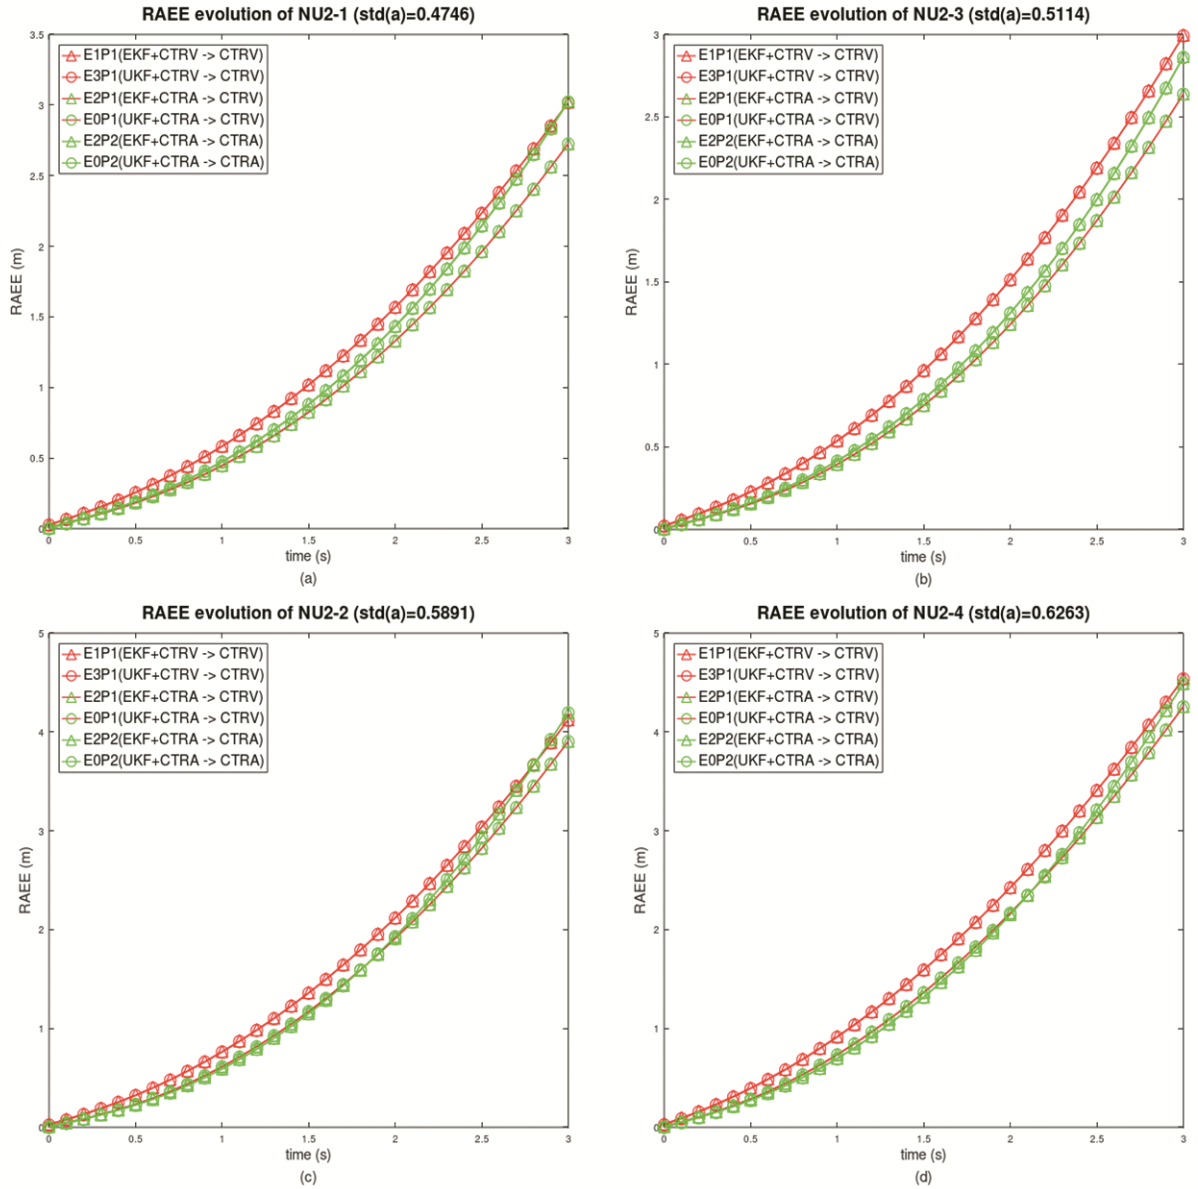 RAEE evolution of NU2-1 (std(a)=0.4746)
3.5
3
2.5
2
1.5
1
0.5
0
RAEE (m)
E1P1(EKF+CTRV -> CTRV)
E3P1(UKF+CTRV -> CTRV)
E2P1(EKF+CTRA -> CTRV)
E0P1(UKF+CTRA -> CTRV)
E2P2(EKF+CTRA -> CTRA)
E0P2(UKF+CTRA -> CTRA)
0 0.5 1 1.5 2 2.5 3
time (s)
(a)
RAEE evolution of NU2-3 (std(a)=0.5114)
3
2.5
2
1.5
1
0.5
0
RAEE (m)
E1P1(EKF+CTRV -> CTRV)
E3P1(UKF+CTRV -> CTRV)
E2P1(EKF+CTRA -> CTRV)
E0P1(UKF+CTRA -> CTRV)
E2P2(EKF+CTRA -> CTRA)
E0P2(UKF+CTRA -> CTRA)
0 0.5 1 1.5 2 2.5 3
time (s)
(b)
RAEE evolution of NU2-2 (std(a)=0.5891)
5
4
3
2
1
0
RAEE (m)
E1P1(EKF+CTRV -> CTRV)
E3P1(UKF+CTRV -> CTRV)
E2P1(EKF+CTRA -> CTRV)
E0P1(UKF+CTRA -> CTRV)
E2P2(EKF+CTRA -> CTRA)
E0P2(UKF+CTRA -> CTRA)
0 0.5 1 1.5 2 2.5 3
time (s)
(c)
RAEE evolution of NU2-4 (std(a)=0.6263)
5
4
3
2
1
0
RAEE (m)
E1P1(EKF+CTRV -> CTRV)
E3P1(UKF+CTRV -> CTRV)
E2P1(EKF+CTRA -> CTRV)
E0P1(UKF+CTRA -> CTRV)
E2P2(EKF+CTRA -> CTRA)
E0P2(UKF+CTRA -> CTRA)
0 0.5 1 1.5 2 2.5 3
time (s)
(d)